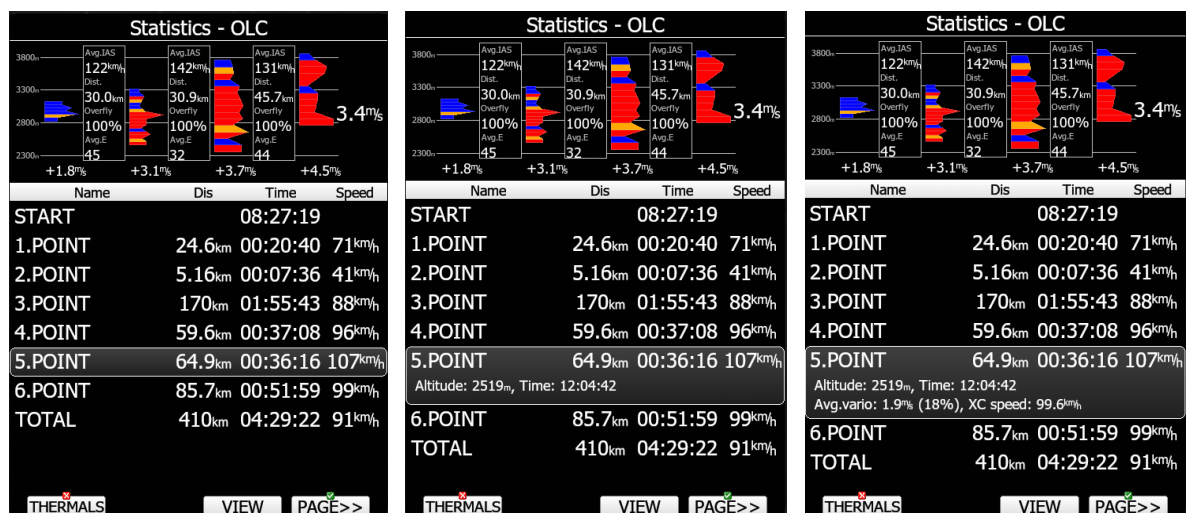 Statistics - OLC
3800m
3300m
2800m
2300m
Avg.IAS
122km/h
Dist.
30.0km
Overfly
100%
Avg.E
45
Avg.IAS
142km/h
Dist.
30.9km
Overfly
100%
Avg.E
32
Avg.IAS
131km/h
Dist.
45.7km
Overfly
100%
Avg.E
44
3.4m/s
+1.8m/s +3.1m/s +3.7m/s +4.5m/s
Name Dis Time Speed
START 08:27:19
1.POINT 24.6km 00:20:40 71km/h
2.POINT 5.16km 00:07:36 41km/h
3.POINT 170km 01:55:43 88km/h
4.POINT 59.6km 00:37:08 96km/h
5.POINT 64.9km 00:36:16 107km/h
6.POINT 85.7km 00:51:59 99km/h
TOTAL 410km 04:29:22 91km/h
THERMALS VIEW PAGE>>
Statistics - OLC
3800m
3300m
2800m
2300m
Avg.IAS
122km/h
Dist.
30.0km
Overfly
100%
Avg.E
45
Avg.IAS
142km/h
Dist.
30.9km
Overfly
100%
Avg.E
32
Avg.IAS
131km/h
Dist.
45.7km
Overfly
100%
Avg.E
44
3.4m/s
+1.8m/s +3.1m/s +3.7m/s +4.5m/s
Name Dis Time Speed
START 08:27:19
1.POINT 24.6km 00:20:40 71km/h
2.POINT 5.16km 00:07:36 41km/h
3.POINT 170km 01:55:43 88km/h
4.POINT 59.6km 00:37:08 96km/h
5.POINT 64.9km 00:36:16 107km/h
Altitude: 2519m, Time: 12:04:42
6.POINT 85.7km 00:51:59 99km/h
TOTAL 410km 04:29:22 91km/h
THERMALS VIEW PAGE>>
Statistics - OLC
3800m
3300m
2800m
2300m
Avg.IAS
122km/h
Dist.
30.0km
Overfly
100%
Avg.E
45
Avg.IAS
142km/h
Dist.
30.9km
Overfly
100%
Avg.E
32
Avg.IAS
131km/h
Dist.
45.7km
Overfly
100%
Avg.E
44
3.4m/s
+1.8m/s +3.1m/s +3.7m/s +4.5m/s
Name Dis Time Speed
START 08:27:19
1.POINT 24.6km 00:20:40 71km/h
2.POINT 5.16km 00:07:36 41km/h
3.POINT 170km 01:55:43 88km/h
4.POINT 59.6km 00:37:08 96km/h
5.POINT 64.9km 00:36:16 107km/h
Altitude: 2519m, Time: 12:04:42
Avg.vario: 1.9m/s (18%), XC speed: 99.6km/h
6.POINT 85.7km 00:51:59 99km/h
TOTAL 410km 04:29:22 91km/h
THERMALS VIEW PAGE>>